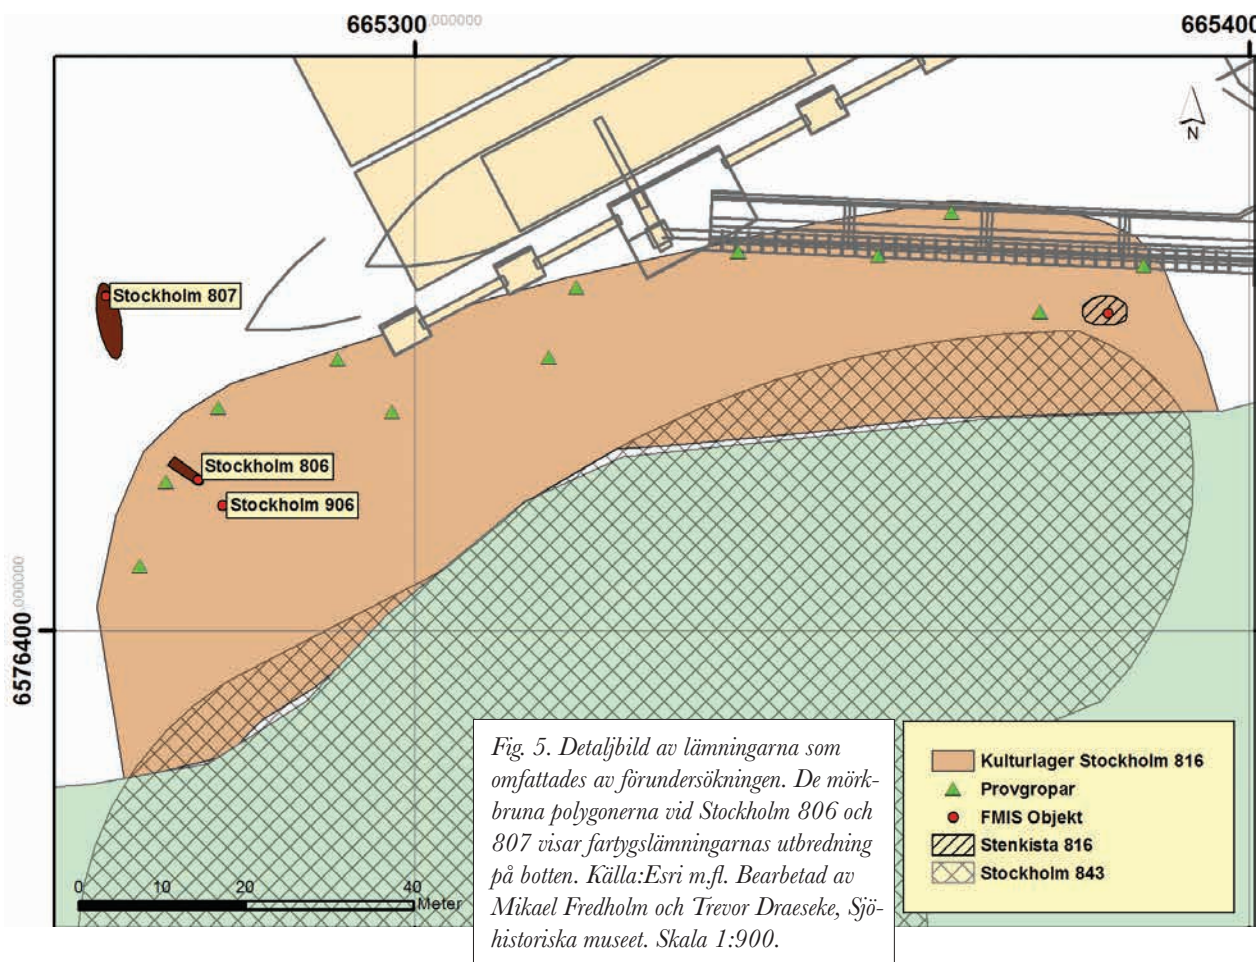 665300,000000
665400
N
Stockholm 807
Stockholm 806
Stockholm 906
6576400,000000
0 10 20 40
Meter
Fig. 5. Detaljbild av lämningarna som
omfattades av förundersökningen. De mörk-
bruna polygonerna vid Stockholm 806 och
807 visar fartygslämningarnas utbredning
på botten. Källa:Esri m.fl. Bearbetad av
Mikael Fredholm och Trevor Draeseke, Sjö-
historiska museet. Skala 1:900.
Kulturlager Stockholm 816
Provgropar
FMIS Objekt
Stenkista 816
Stockholm 843